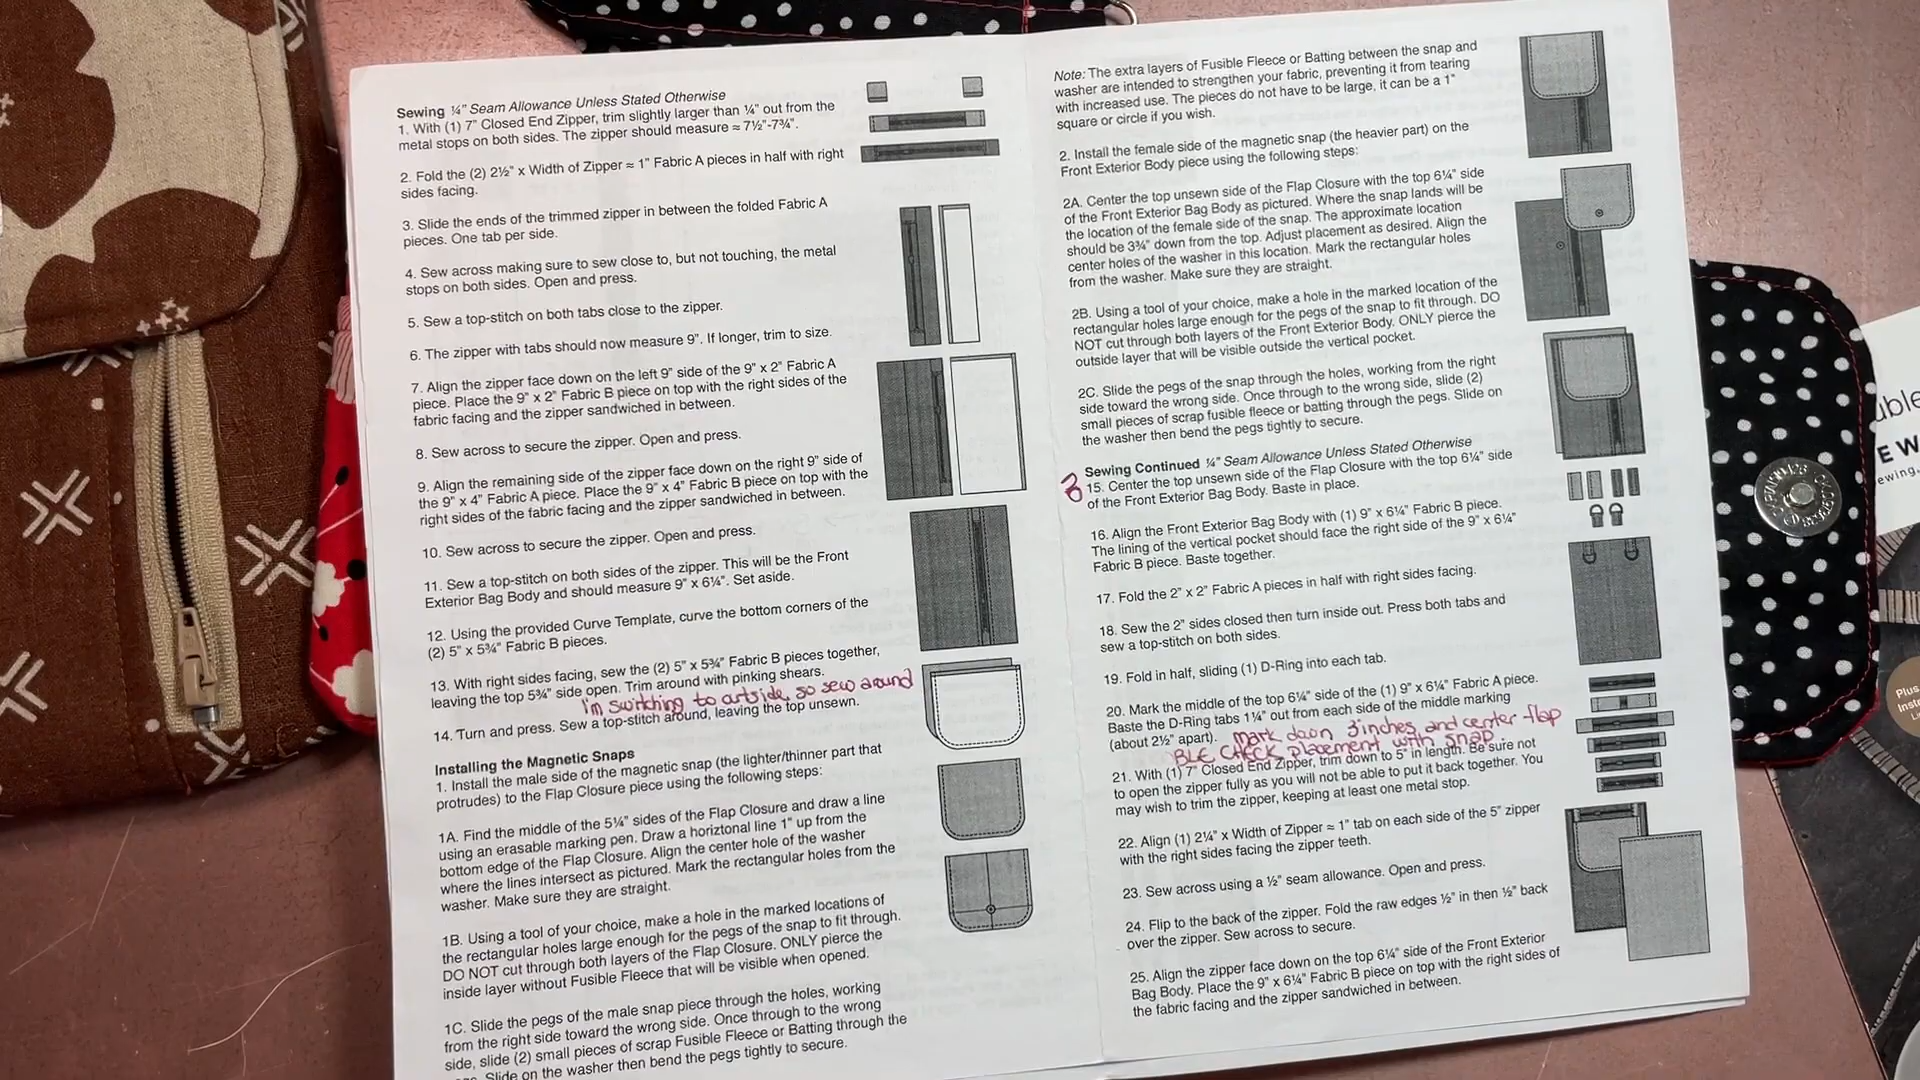 Sewing ¼" Seam Allowance Unless Stated Otherwise
1. With (1) 7" Closed End Zipper, trim slightly larger than ¼" out from the
metal stops on both sides. The zipper should measure ≈ 7½"-7¾".
2. Fold the (2) 2½" x Width of Zipper ≈ 1" Fabric A pieces in half with right
sides facing.
3. Slide the ends of the trimmed zipper in between the folded Fabric A
pieces. One tab per side.
4. Sew across making sure to sew close to, but not touching, the metal
stops on both sides. Open and press.
5. Sew a top-stitch on both tabs close to the zipper.
6. The zipper with tabs should now measure 9". If longer, trim to size.
7. Align the zipper face down on the left 9" side of the 9" x 2" Fabric A
piece. Place the 9" x 2" Fabric B piece on top with the right sides of the
fabric facing and the zipper sandwiched in between.
8. Sew across to secure the zipper. Open and press.
9. Align the remaining side of the zipper face down on the right 9" side of
the 9" x 4" Fabric A piece. Place the 9" x 4" Fabric B piece on top with the
right sides of the fabric facing and the zipper sandwiched in between.
10. Sew across to secure the zipper. Open and press.
11. Sew a top-stitch on both sides of the zipper. This will be the Front
Exterior Bag Body and should measure 9" x 6¼". Set aside.
12. Using the provided Curve Template, curve the bottom corners of the
(2) 5" x 5¾" Fabric B pieces.
13. With right sides facing, sew the (2) 5" x 5¾" Fabric B pieces together,
leaving the top 5¾" side open. Trim around with pinking shears.
I'm switching to outside so sew around
14. Turn and press. Sew a top-stitch around, leaving the top unsewn.
Installing the Magnetic Snaps
1. Install the male side of the magnetic snap (the lighter/thinner part that
protrudes) to the Flap Closure piece using the following steps:
1A. Find the middle of the 5¼" sides of the Flap Closure and draw a line
using an erasable marking pen. Draw a horiztonal line 1" up from the
bottom edge of the Flap Closure. Align the center hole of the washer
where the lines intersect as pictured. Mark the rectangular holes from the
washer. Make sure they are straight.
1B. Using a tool of your choice, make a hole in the marked locations of
the rectangular holes large enough for the pegs of the snap to fit through.
DO NOT cut through both layers of the Flap Closure. ONLY pierce the
inside layer without Fusible Fleece that will be visible when opened.
1C. Slide the pegs of the male snap piece through the holes, working
from the right side toward the wrong side. Once through to the wrong
side, slide (2) small pieces of scrap Fusible Fleece or Batting through the
Slide on the washer then bend the pegs tightly to secure.
Note: The extra layers of Fusible Fleece or Batting between the snap and
washer are intended to strengthen your fabric, preventing it from tearing
with increased use. The pieces do not have to be large, it can be a 1"
square or circle if you wish.
2. Install the female side of the magnetic snap (the heavier part) on the
Front Exterior Body piece using the following steps:
2A. Center the top unsewn side of the Flap Closure with the top 6¼" side
of the Front Exterior Bag Body as pictured. Where the snap lands will be
the location of the female side of the snap. The approximate location
should be 3¾" down from the top. Adjust placement as desired. Align the
center holes of the washer in this location. Mark the rectangular holes
from the washer. Make sure they are straight.
2B. Using a tool of your choice, make a hole in the marked location of the
rectangular holes large enough for the pegs of the snap to fit through. DO
NOT cut through both layers of the Front Exterior Body. ONLY pierce the
outside layer that will be visible outside the vertical pocket.
2C. Slide the pegs of the snap through the holes, working from the right
side toward the wrong side. Once through to the wrong side, slide (2)
small pieces of scrap fusible fleece or batting through the pegs. Slide on
the washer then bend the pegs tightly to secure.
Sewing Continued ¼" Seam Allowance Unless Stated Otherwise
3
15. Center the top unsewn side of the Flap Closure with the top 6¼" side
of the Front Exterior Bag Body. Baste in place.
16. Align the Front Exterior Bag Body with (1) 9" x 6¼" Fabric B piece.
The lining of the vertical pocket should face the right side of the 9" x 6¼"
Fabric B piece. Baste together.
17. Fold the 2" x 2" Fabric A pieces in half with right sides facing.
18. Sew the 2" sides closed then turn inside out. Press both tabs and
sew a top-stitch on both sides.
19. Fold in half, sliding (1) D-Ring into each tab.
20. Mark the middle of the top 6¼" side of the (1) 9" x 6¼" Fabric A piece.
Baste the D-Ring tabs 1¼" out from each side of the middle marking
(about 2½" apart). mark down 3inches and center flap
BLE CHECK placement with snap
21. With (1) 7" Closed End Zipper, trim down to 5" in length. Be sure not
to open the zipper fully as you will not be able to put it back together. You
may wish to trim the zipper, keeping at least one metal stop.
22. Align (1) 2¼" x Width of Zipper ≈ 1" tab on each side of the 5" zipper
with the right sides facing the zipper teeth.
23. Sew across using a ½" seam allowance. Open and press.
24. Flip to the back of the zipper. Fold the raw edges ½" in then ½" back
over the zipper. Sew across to secure.
25. Align the zipper face down on the top 6¼" side of the Front Exterior
Bag Body. Place the 9" x 6¼" Fabric B piece on top with the right sides of
the fabric facing and the zipper sandwiched in between.
Plus